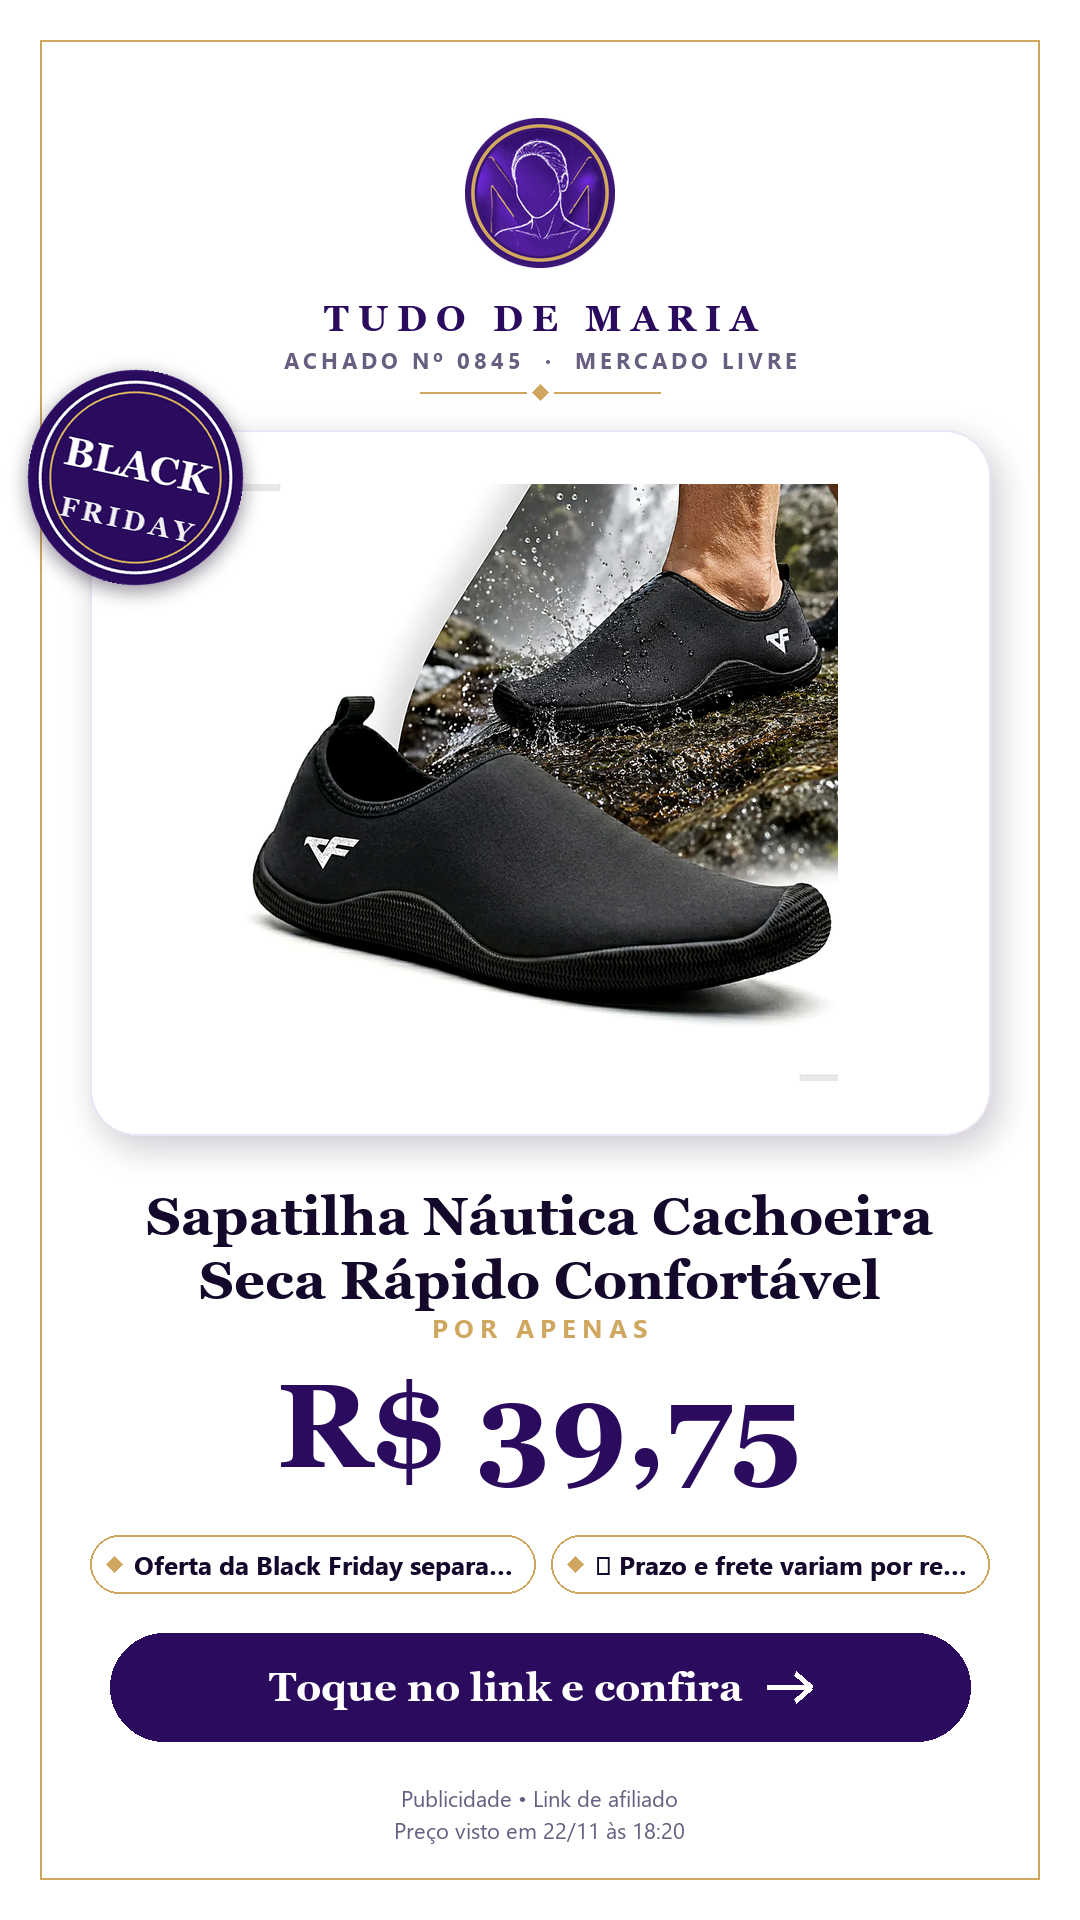 TUDO DE MARIA
ACHADO Nº 0845 · MERCADO LIVRE
BLACK
FRIDAY
Sapatilha Náutica Cachoeira
Seca Rápido Confortável
POR APENAS
R$ 39,75
Oferta da Black Friday separa...
Prazo e frete variam por re...
Toque no link e confira →
Publicidade • Link de afiliado
Preço visto em 22/11 às 18:20